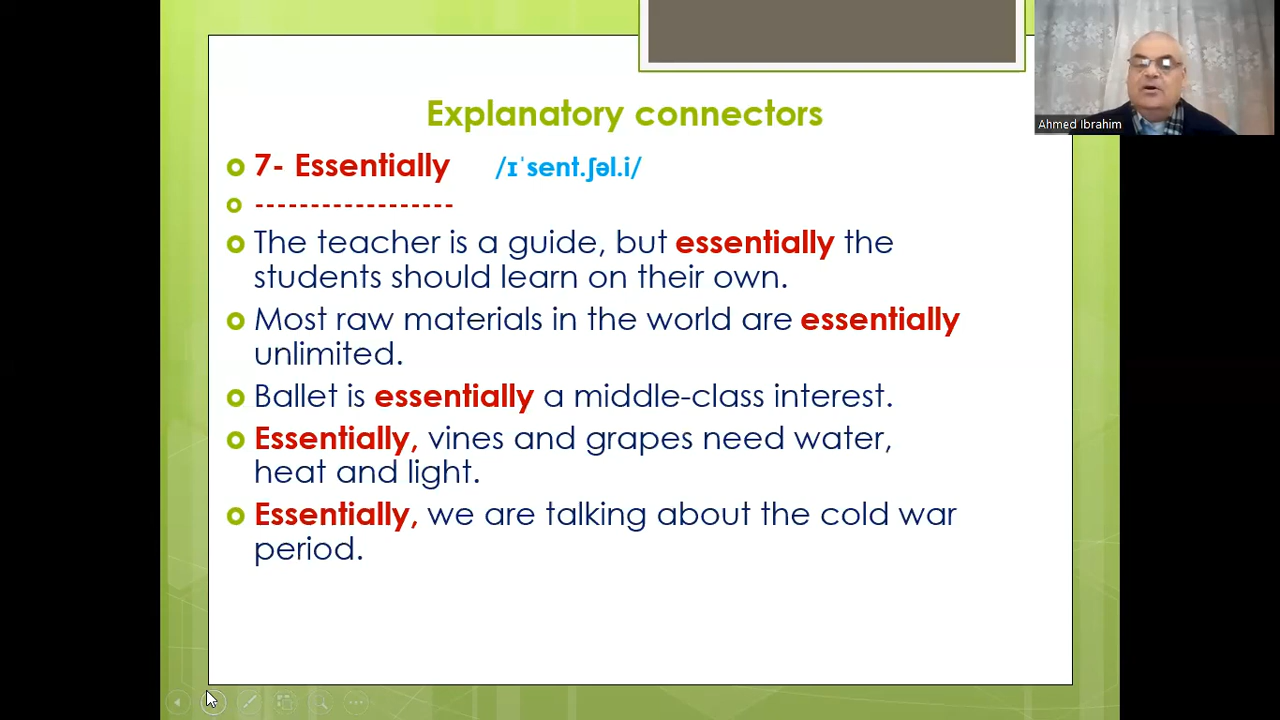 Ahmed Ibrahim
Explanatory connectors
7- Essentially /ɪˈsent.ʃəl.i/
------------------
The teacher is a guide, but essentially the
students should learn on their own.
Most raw materials in the world are essentially
unlimited.
Ballet is essentially a middle-class interest.
Essentially, vines and grapes need water,
heat and light.
Essentially, we are talking about the cold war
period.